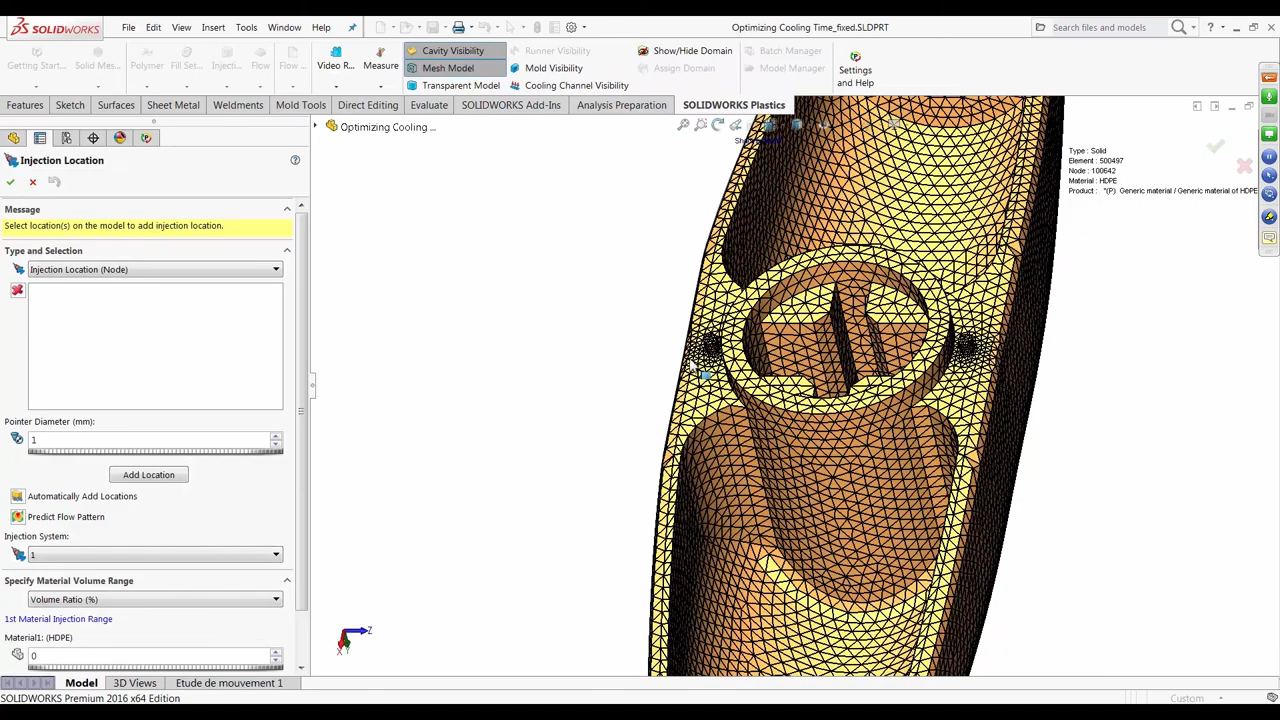 SOLIDWORKS File Edit View Insert Tools Window Help Optimizing Cooling Time_fixed.SLDPRT Search files and models ?
Getting Start... Solid Mes... Polymer Fill Set... Injecti... Flow Flow ... Video R... Measure
Cavity Visibility Runner Visibility Show/Hide Domain Batch Manager
Mesh Model Mold Visibility Assign Domain Model Manager Settings and Help
Transparent Model Cooling Channel Visibility
Features Sketch Surfaces Sheet Metal Weldments Mold Tools Direct Editing Evaluate SOLIDWORKS Add-Ins Analysis Preparation SOLIDWORKS Plastics
Optimizing Cooling ...
Injection Location
Message
Select location(s) on the model to add injection location.
Type and Selection
Injection Location (Node)
Pointer Diameter (mm):
1
Add Location
Automatically Add Locations
Predict Flow Pattern
Injection System:
1
Specify Material Volume Range
Volume Ratio (%)
1st Material Injection Range
Material1: (HDPE)
0
Type : Solid
Element : 500497
Node : 100642
Material : HDPE
Product : "(P) Generic material / Generic material of HDPE
Z
X
Y
Model 3D Views Etude de mouvement 1
SOLIDWORKS Premium 2016 x64 Edition Custom